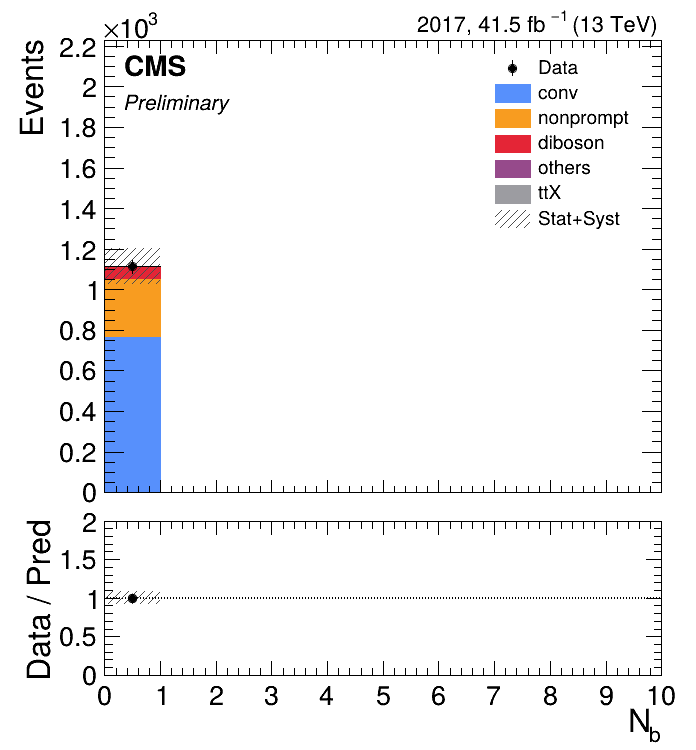 ×10³
2017, 41.5 fb⁻¹ (13 TeV)
Events
CMS
Preliminary
Data
conv
nonprompt
diboson
others
ttX
Stat+Syst
2.2
2
1.8
1.6
1.4
1.2
1
0.8
0.6
0.4
0.2
0
Data / Pred
2
1.5
1
0.5
0
0 1 2 3 4 5 6 7 8 9 10
N_b